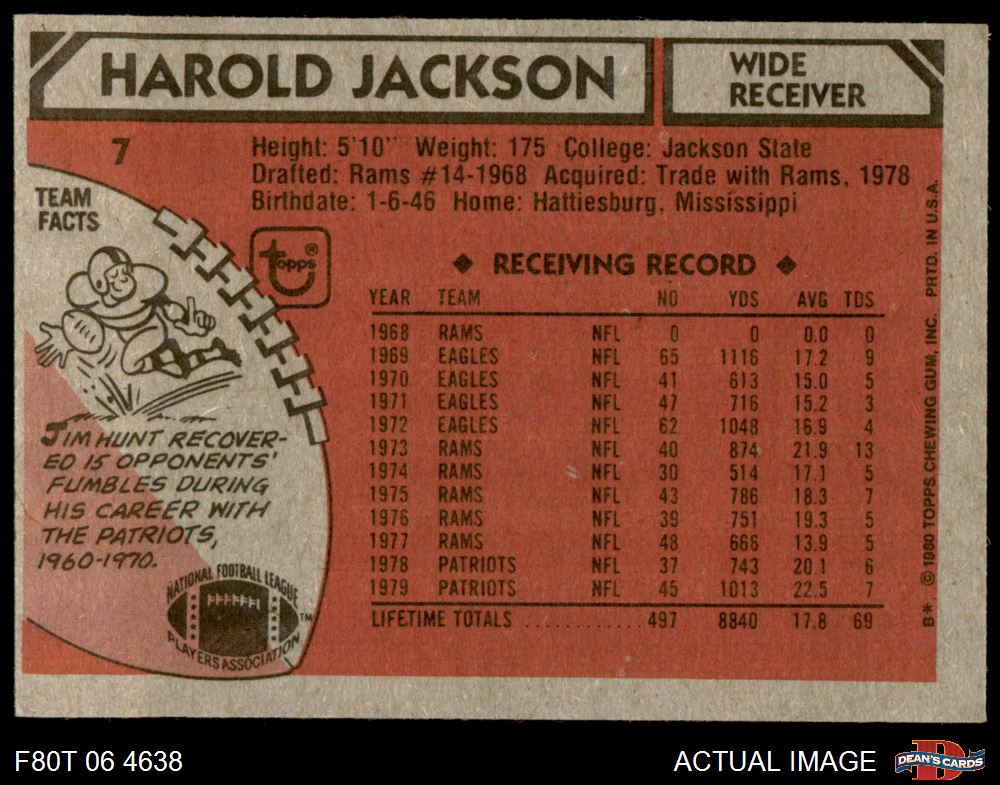 HAROLD JACKSON
WIDE
RECEIVER
7
Height: 5'10" Weight: 175 College: Jackson State
Drafted: Rams #14-1968 Acquired: Trade with Rams, 1978
Birthdate: 1-6-46 Home: Hattiesburg, Mississippi
TEAM
FACTS
topps®
JIM HUNT RECOVER-
ED 15 OPPONENTS'
FUMBLES DURING
HIS CAREER WITH
THE PATRIOTS,
1960-1970.
NATIONAL FOOTBALL LEAGUE
PLAYERS ASSOCIATION
TM
◆ RECEIVING RECORD ◆
YEAR TEAM NO YDS AVG TDS
1968 RAMS NFL 0 0 0.0 0
1969 EAGLES NFL 65 1116 17.2 9
1970 EAGLES NFL 41 613 15.0 5
1971 EAGLES NFL 47 716 15.2 3
1972 EAGLES NFL 62 1048 16.9 4
1973 RAMS NFL 40 874 21.9 13
1974 RAMS NFL 30 514 17.1 5
1975 RAMS NFL 43 786 18.3 7
1976 RAMS NFL 39 751 19.3 5
1977 RAMS NFL 48 666 13.9 5
1978 PATRIOTS NFL 37 743 20.1 6
1979 PATRIOTS NFL 45 1013 22.5 7
LIFETIME TOTALS ............ 497 8840 17.8 69
B* © 1980 TOPPS CHEWING GUM, INC. PRTD. IN U.S.A.
F80T 06 4638
ACTUAL IMAGE
D
DEAN'S CARDS